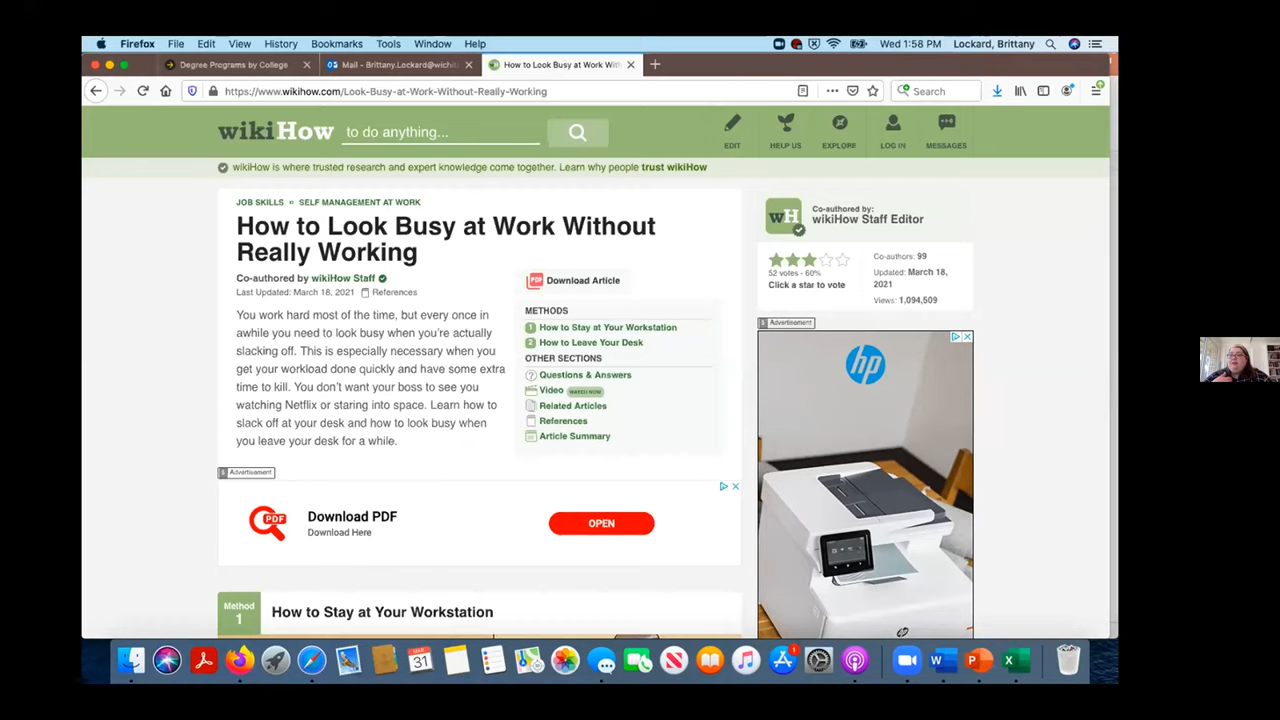 Firefox File Edit View History Bookmarks Tools Window Help Wed 1:58 PM Lockard, Brittany
Degree Programs by College Mail - Brittany.Lockard@wichit How to Look Busy at Work With
https://www.wikihow.com/Look-Busy-at-Work-Without-Really-Working Search
wikiHow to do anything... EDIT HELP US EXPLORE LOG IN MESSAGES
wikiHow is where trusted research and expert knowledge come together. Learn why people trust wikiHow
JOB SKILLS » SELF MANAGEMENT AT WORK
How to Look Busy at Work Without
Really Working
Co-authored by wikiHow Staff
Last Updated: March 18, 2021 References
You work hard most of the time, but every once in
awhile you need to look busy when you're actually
slacking off. This is especially necessary when you
get your workload done quickly and have some extra
time to kill. You don't want your boss to see you
watching Netflix or staring into space. Learn how to
slack off at your desk and how to look busy when
you leave your desk for a while.
PDF Download Article
METHODS
1 How to Stay at Your Workstation
2 How to Leave Your Desk
OTHER SECTIONS
Questions & Answers
Video WATCH NOW
Related Articles
References
Article Summary
Advertisement
PDF Download PDF
Download Here
OPEN
Method
1
How to Stay at Your Workstation
wH
Co-authored by:
wikiHow Staff Editor
52 votes - 60%
Click a star to vote
Co-authors: 99
Updated: March 18,
2021
Views: 1,094,509
Advertisement
hp
MAR
31
1